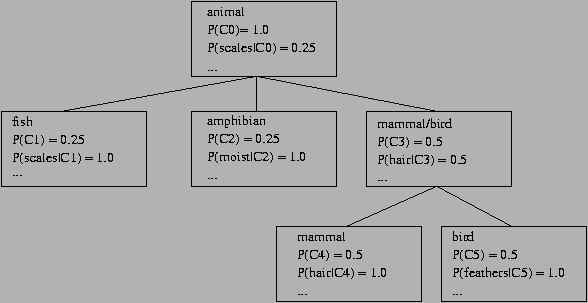 animal
P(C0)= 1.0
P(scales|C0) = 0.25
...
fish
P(C1) = 0.25
P(scales|C1) = 1.0
...
amphibian
P(C2) = 0.25
P(moist|C2) = 1.0
...
mammal/bird
P(C3) = 0.5
P(hair|C3) = 0.5
...
mammal
P(C4) = 0.5
P(hair|C4) = 1.0
...
bird
P(C5) = 0.5
P(feathers|C5) = 1.0
...